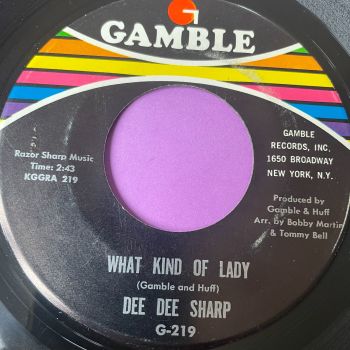 GAMBLE
GAMBLE
RECORDS, INC.
1650 BROADWAY
NEW YORK, N.Y.
Razor Sharp Music
Time: 2:43
KGGRA 219
Produced by
Gamble & Huff
Arr. by Bobby Martin
& Tommy Bell
WHAT KIND OF LADY
(Gamble and Huff)
DEE DEE SHARP
G-219